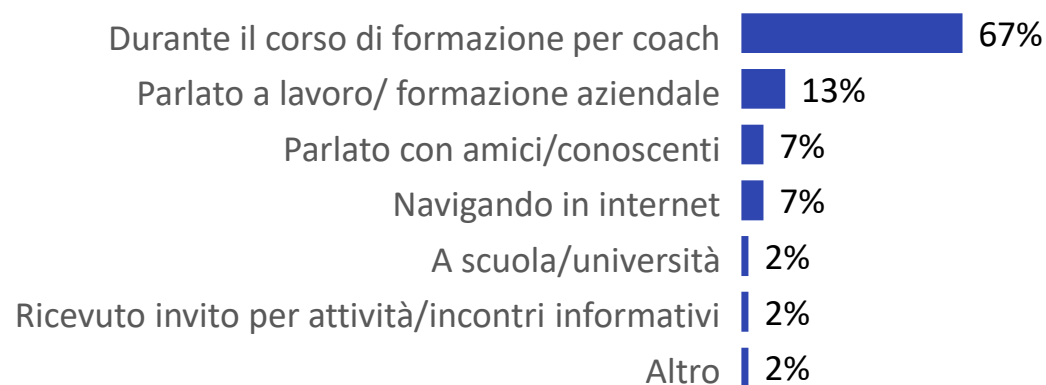 Durante il corso di formazione per coach 67%
Parlato a lavoro/ formazione aziendale 13%
Parlato con amici/conoscenti 7%
Navigando in internet 7%
A scuola/università 2%
Ricevuto invito per attività/incontri informativi 2%
Altro 2%